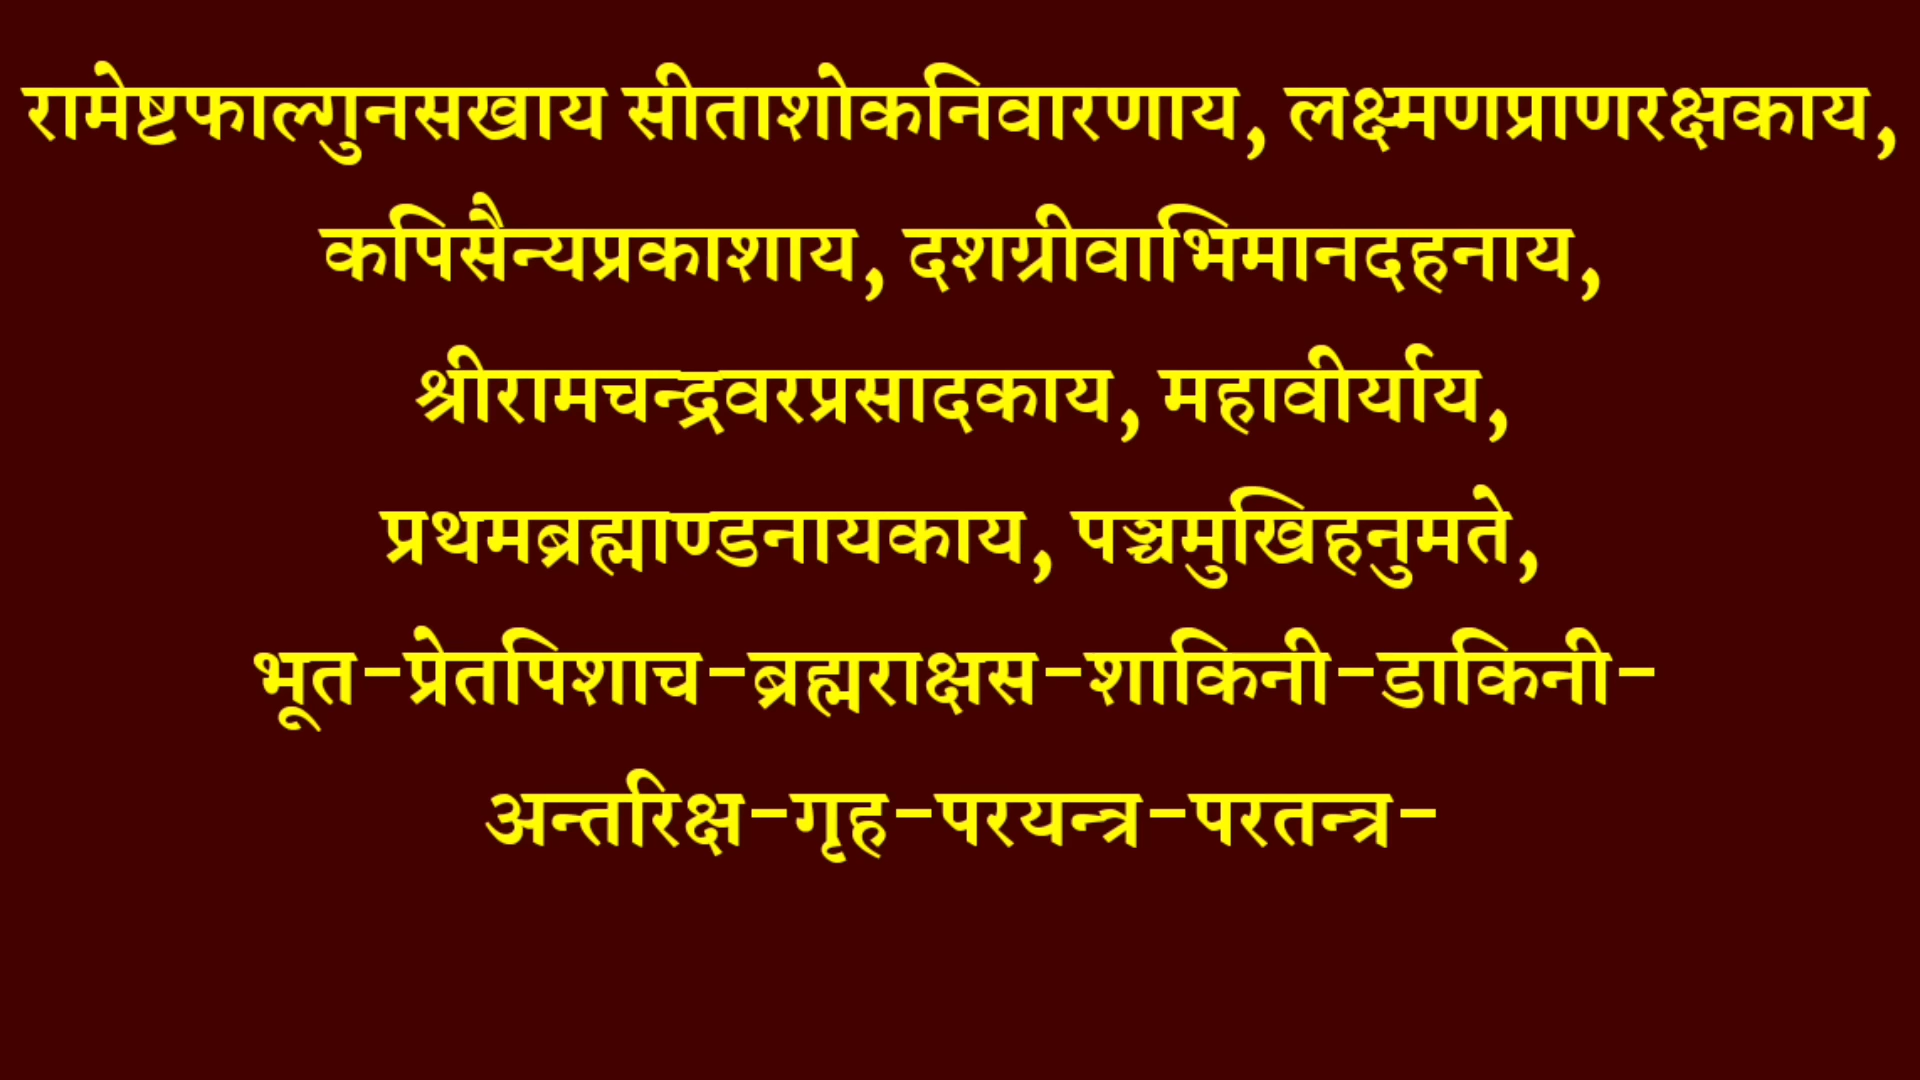 रामेष्टफाल्गुनसखाय सीताशोकनिवारणाय, लक्ष्मणप्राणरक्षकाय,
कपिसैन्यप्रकाशाय, दशग्रीवाभिमानदहनाय,
श्रीरामचन्द्रवरप्रसादकाय, महावीर्याय,
प्रथमब्रह्माण्डनायकाय, पञ्चमुखिहनुमते,
भूत-प्रेतपिशाच-ब्रह्मराक्षस-शाकिनी-डाकिनी-
अन्तरिक्ष-गृह-परयन्त्र-परतन्त्र-